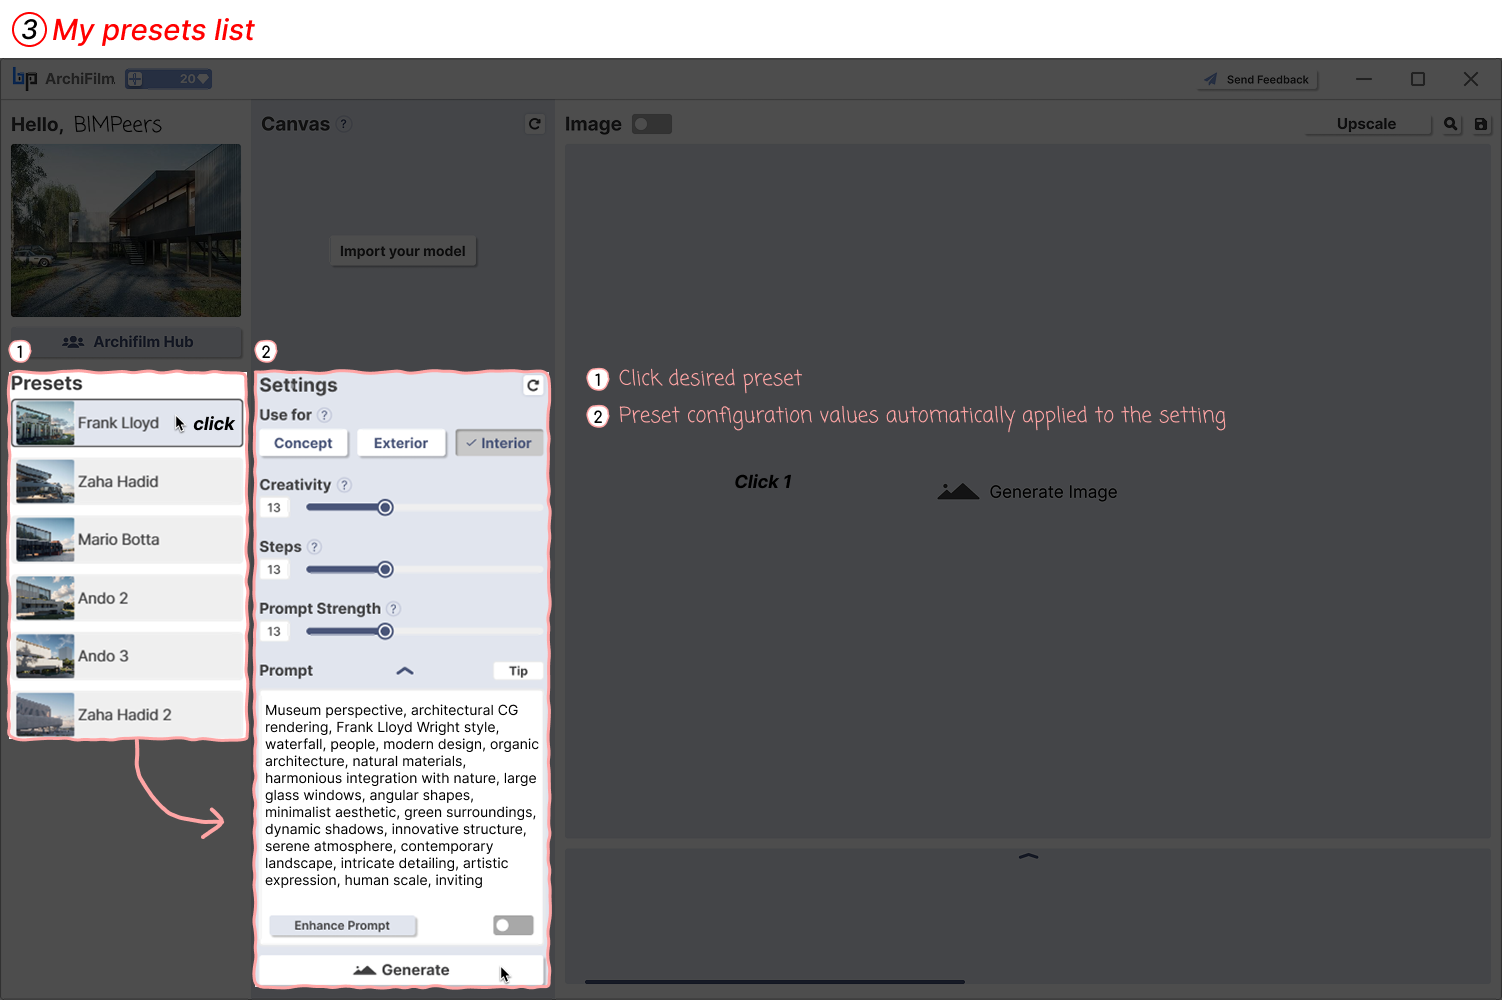 3 My presets list
bp ArchiFilm 20
Send Feedback
Hello, BIMPeers
Canvas ?
Image
Upscale
Import your model
Archifilm Hub
1
Presets
Frank Lloyd click
Zaha Hadid
Mario Botta
Ando 2
Ando 3
Zaha Hadid 2
2
Settings
Use for ?
Concept Exterior Interior
Creativity ?
13
Steps ?
13
Prompt Strength ?
13
Prompt Tip
Museum perspective, architectural CG
rendering, Frank Lloyd Wright style,
waterfall, people, modern design, organic
architecture, natural materials,
harmonious integration with nature, large
glass windows, angular shapes,
minimalist aesthetic, green surroundings,
dynamic shadows, innovative structure,
serene atmosphere, contemporary
landscape, intricate detailing, artistic
expression, human scale, inviting
Enhance Prompt
Generate
1 Click desired preset
2 Preset configuration values automatically applied to the setting
Click 1
Generate Image